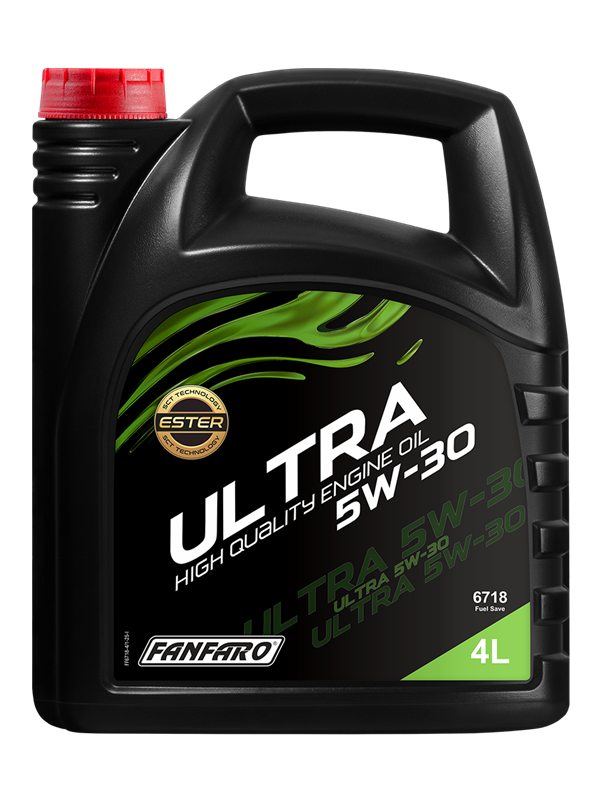 SCT TECHNOLOGY
ESTER
SCT TECHNOLOGY
ULTRA
HIGH QUALITY ENGINE OIL
5W-30
ULTRA 5W-30
ULTRA 5W-30
ULTRA 5W-30
6718
Fuel Save
4L
FANFARO®